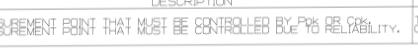 DESCRIPTION
SUREMENT POINT THAT MUST BE CONTROLLED BY Ppk OR Cpk.
SUREMENT POINT THAT MUST BE CONTROLLED DUE TO RELIABILITY.